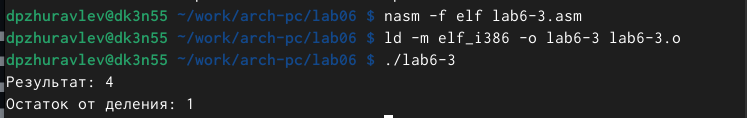 dpzhuravlev@dk3n55 ~/work/arch-pc/lab06 $ nasm -f elf lab6-3.asm
dpzhuravlev@dk3n55 ~/work/arch-pc/lab06 $ ld -m elf_i386 -o lab6-3 lab6-3.o
dpzhuravlev@dk3n55 ~/work/arch-pc/lab06 $ ./lab6-3
Результат: 4
Остаток от деления: 1